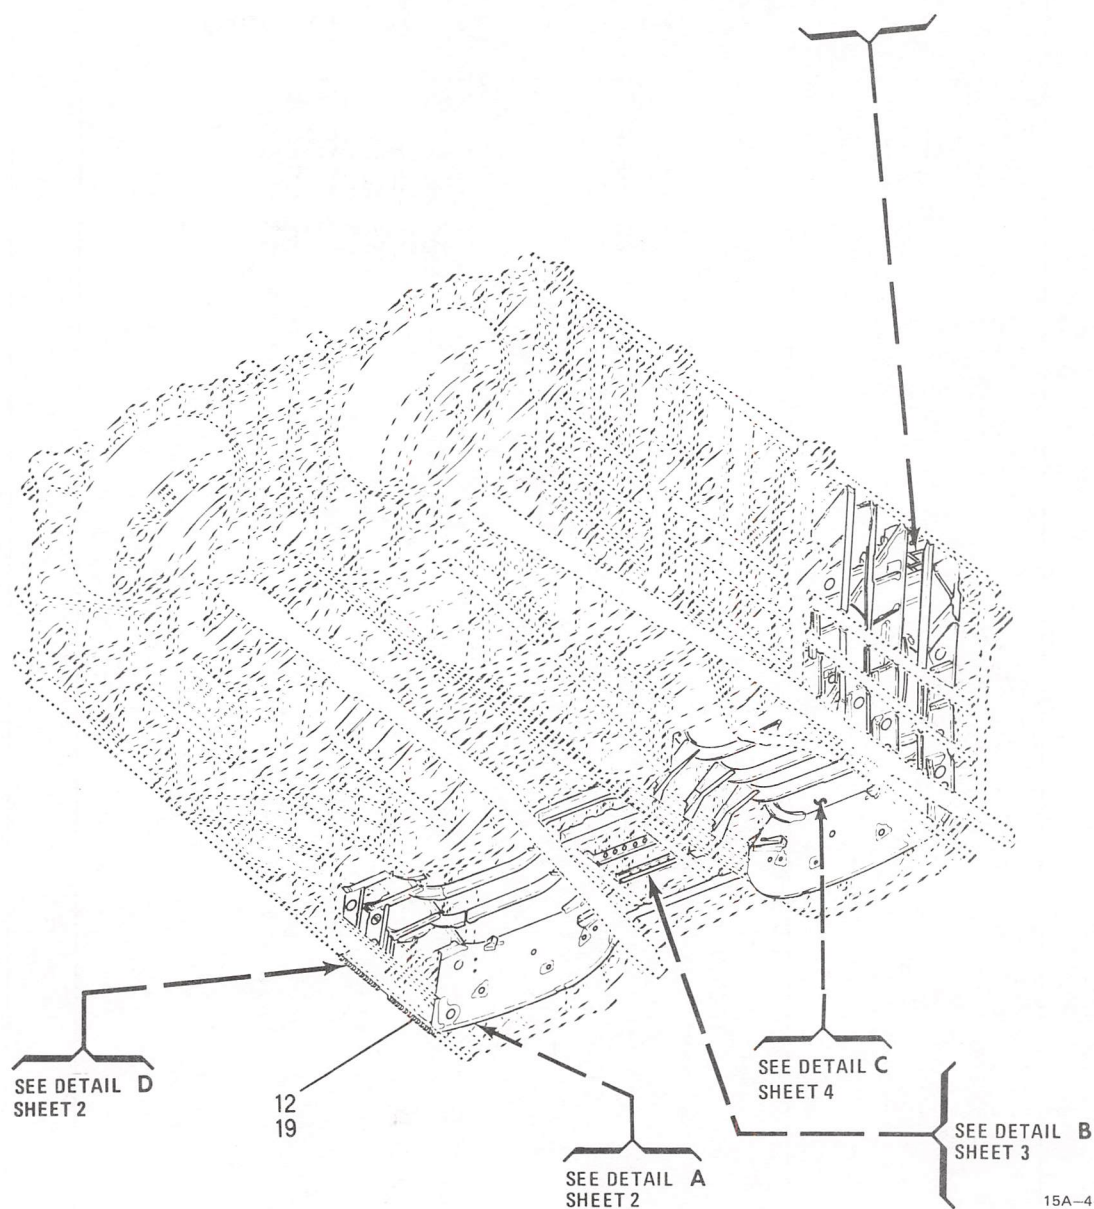 SEE DETAIL D
SHEET 2
12
19
SEE DETAIL A
SHEET 2
SEE DETAIL C
SHEET 4
SEE DETAIL B
SHEET 3
15A-4